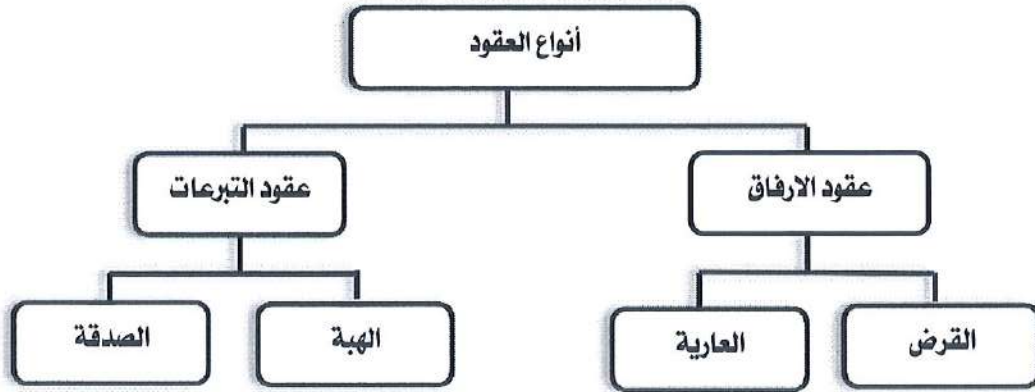 أنواع العقود
عقود الارفاق
عقود التبرعات
القرض
العارية
الهبة
الصدقة